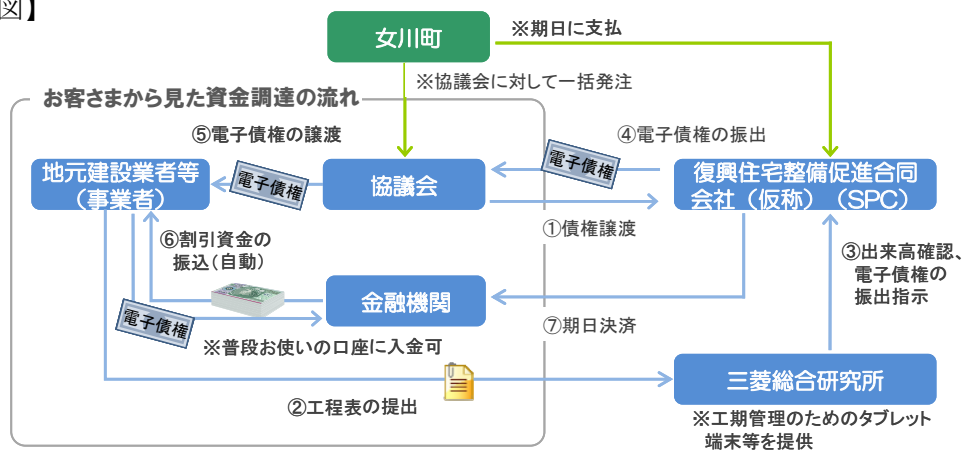 図】
女川町
※期日に支払
※協議会に対して一括発注
お客さまから見た資金調達の流れ
⑤電子債権の譲渡
④電子債権の振出
電子債権
地元建設業者等
（事業者）
電子債権
協議会
復興住宅整備促進合同
会社（仮称）（SPC）
①債権譲渡
⑥割引資金の
振込（自動）
③出来高確認、
電子債権の
振出指示
金融機関
電子債権
⑦期日決済
※普段お使いの口座に入金可
三菱総合研究所
②工程表の提出
※工期管理のためのタブレット
端末等を提供